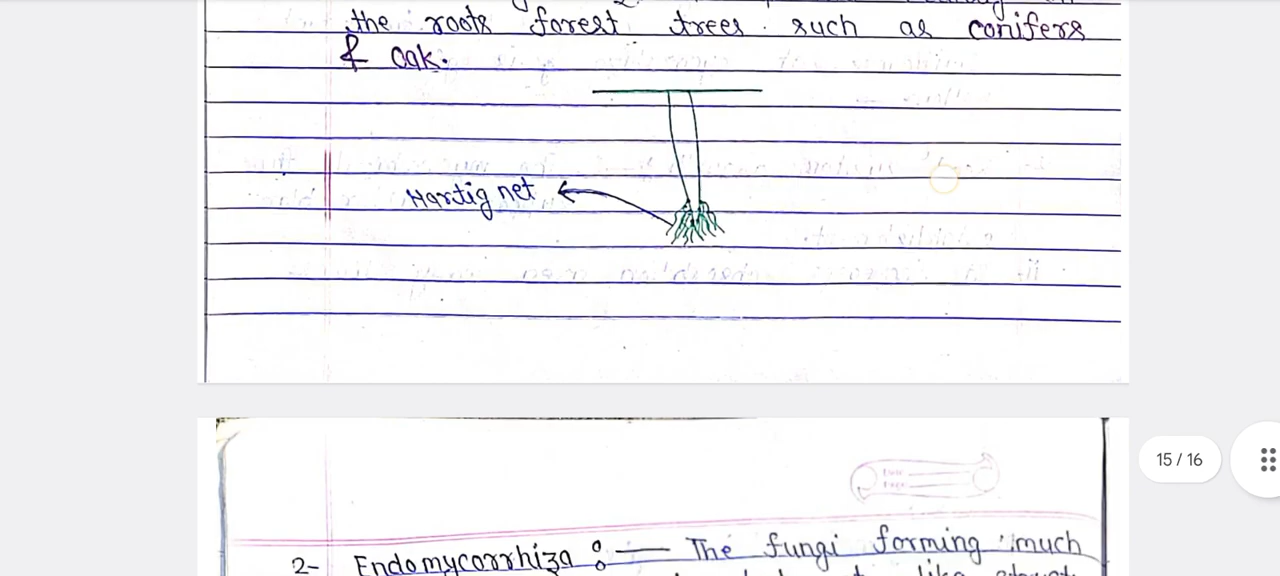 the roots forest trees such as conifers
& oak.
Hartig net
15 / 16
2- Endomycorrhiza :— The fungi forming much